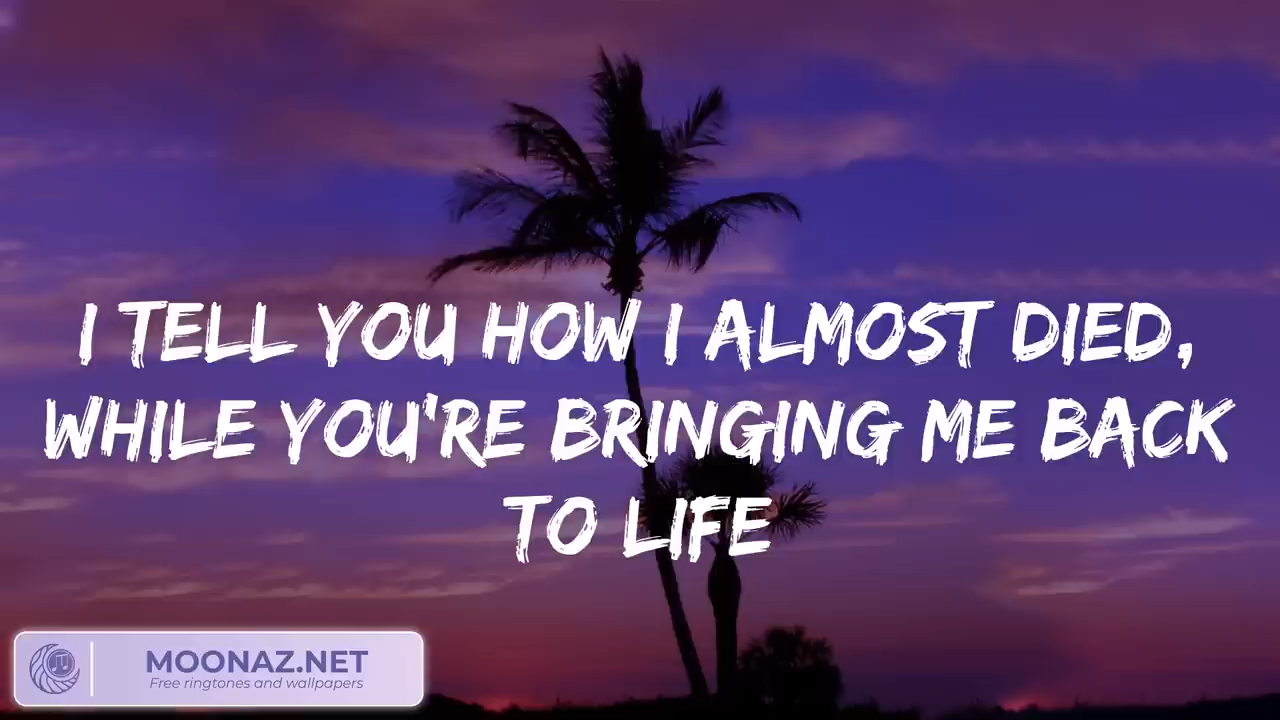 I TELL YOU HOW I ALMOST DIED,
WHILE YOU'RE BRINGING ME BACK
TO LIFE
MOONAZ.NET
Free ringtones and wallpapers